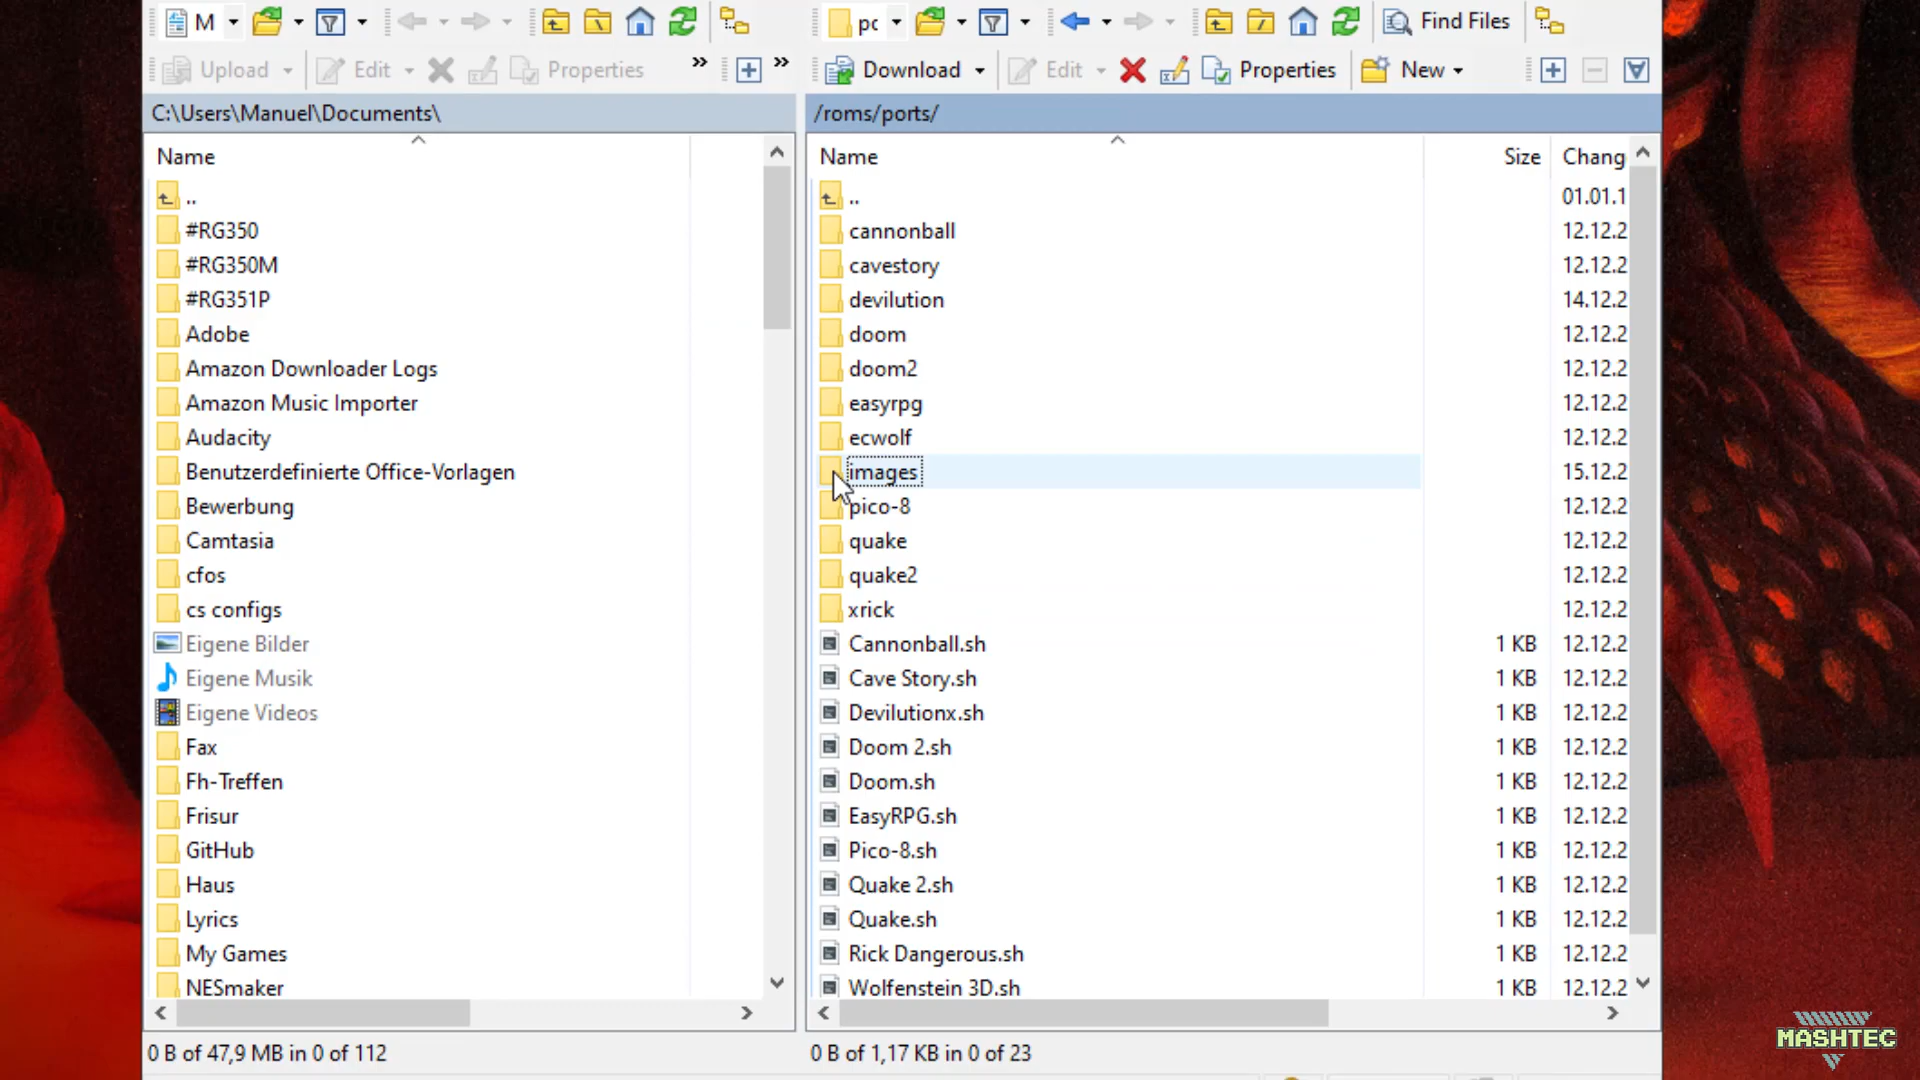 M
Upload Edit Properties »  »
C:\Users\Manuel\Documents\
Name
..
#RG350
#RG350M
#RG351P
Adobe
Amazon Downloader Logs
Amazon Music Importer
Audacity
Benutzerdefinierte Office-Vorlagen
Bewerbung
Camtasia
cfos
cs configs
Eigene Bilder
Eigene Musik
Eigene Videos
Fax
Fh-Treffen
Frisur
GitHub
Haus
Lyrics
My Games
NESmaker
0 B of 47,9 MB in 0 of 112
pc Find Files
Download Edit Properties New
/roms/ports/
Name Size Chang
.. 01.01.1
cannonball 12.12.2
cavestory 12.12.2
devilution 14.12.2
doom 12.12.2
doom2 12.12.2
easyrpg 12.12.2
ecwolf 12.12.2
images 15.12.2
pico-8 12.12.2
quake 12.12.2
quake2 12.12.2
xrick 12.12.2
Cannonball.sh 1 KB 12.12.2
Cave Story.sh 1 KB 12.12.2
Devilutionx.sh 1 KB 12.12.2
Doom 2.sh 1 KB 12.12.2
Doom.sh 1 KB 12.12.2
EasyRPG.sh 1 KB 12.12.2
Pico-8.sh 1 KB 12.12.2
Quake 2.sh 1 KB 12.12.2
Quake.sh 1 KB 12.12.2
Rick Dangerous.sh 1 KB 12.12.2
Wolfenstein 3D.sh 1 KB 12.12.2
0 B of 1,17 KB in 0 of 23
MASHTEC